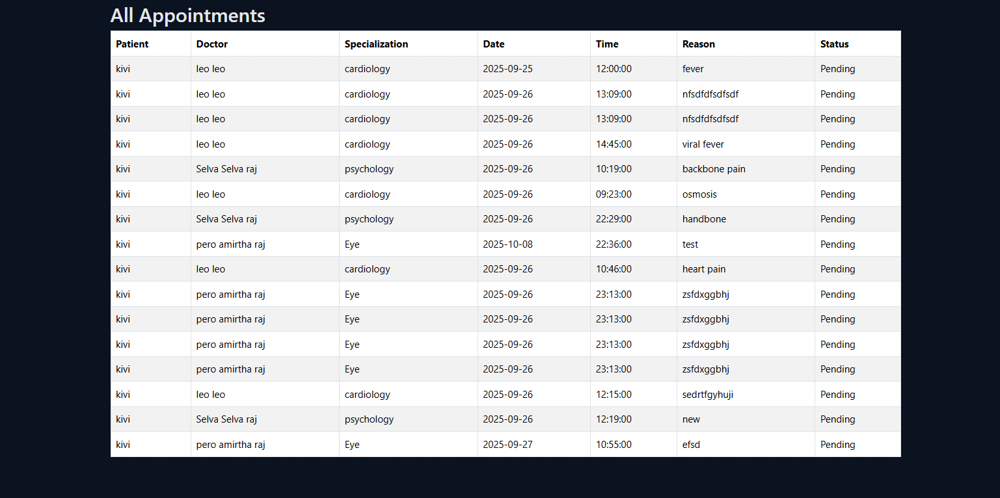 All Appointments
Patient Doctor Specialization Date Time Reason Status
kivi leo leo cardiology 2025-09-25 12:00:00 fever Pending
kivi leo leo cardiology 2025-09-26 13:09:00 nfsdfdfsdfsdf Pending
kivi leo leo cardiology 2025-09-26 13:09:00 nfsdfdfsdfsdf Pending
kivi leo leo cardiology 2025-09-26 14:45:00 viral fever Pending
kivi Selva Selva raj psychology 2025-09-26 10:19:00 backbone pain Pending
kivi leo leo cardiology 2025-09-26 09:23:00 osmosis Pending
kivi Selva Selva raj psychology 2025-09-26 22:29:00 handbone Pending
kivi pero amirtha raj Eye 2025-10-08 22:36:00 test Pending
kivi leo leo cardiology 2025-09-26 10:46:00 heart pain Pending
kivi pero amirtha raj Eye 2025-09-26 23:13:00 zsfdxggbhj Pending
kivi pero amirtha raj Eye 2025-09-26 23:13:00 zsfdxggbhj Pending
kivi pero amirtha raj Eye 2025-09-26 23:13:00 zsfdxggbhj Pending
kivi pero amirtha raj Eye 2025-09-26 23:13:00 zsfdxggbhj Pending
kivi leo leo cardiology 2025-09-26 12:15:00 sedrtfgyhuji Pending
kivi Selva Selva raj psychology 2025-09-26 12:19:00 new Pending
kivi pero amirtha raj Eye 2025-09-27 10:55:00 efsd Pending